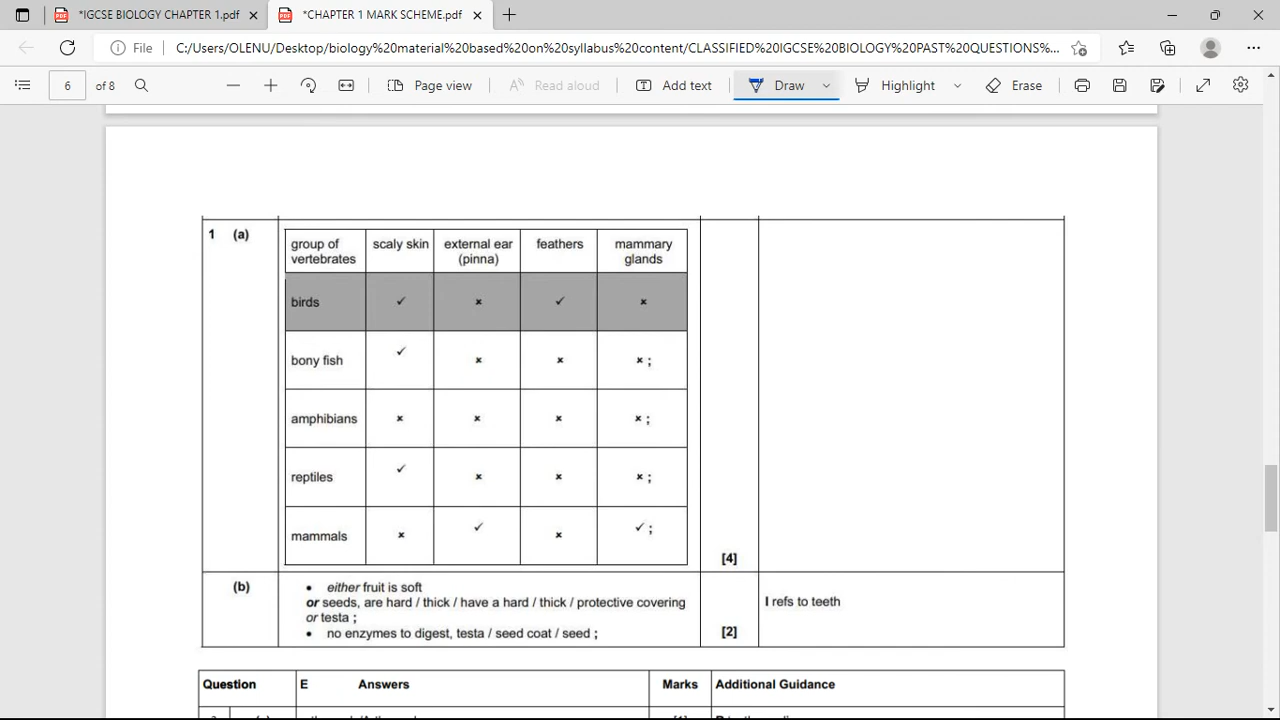 *IGCSE BIOLOGY CHAPTER 1.pdf
*CHAPTER 1 MARK SCHEME.pdf
File
C:/Users/OLENU/Desktop/biology%20material%20based%20on%20syllabus%20content/CLASSIFIED%20IGCSE%20BIOLOGY%20PAST%20QUESTIONS%...
6 of 8
Page view
Read aloud
Add text
Draw
Highlight
Erase
1 (a)
group of vertebrates scaly skin external ear (pinna) feathers mammary glands
birds ✓ × ✓ ×
bony fish ✓ × × × ;
amphibians × × × × ;
reptiles ✓ × × × ;
mammals × ✓ × ✓ ;
[4]
(b)
• either fruit is soft
or seeds, are hard / thick / have a hard / thick / protective covering
or testa ;
• no enzymes to digest, testa / seed coat / seed ;
[2]
I refs to teeth
Question E Answers Marks Additional Guidance